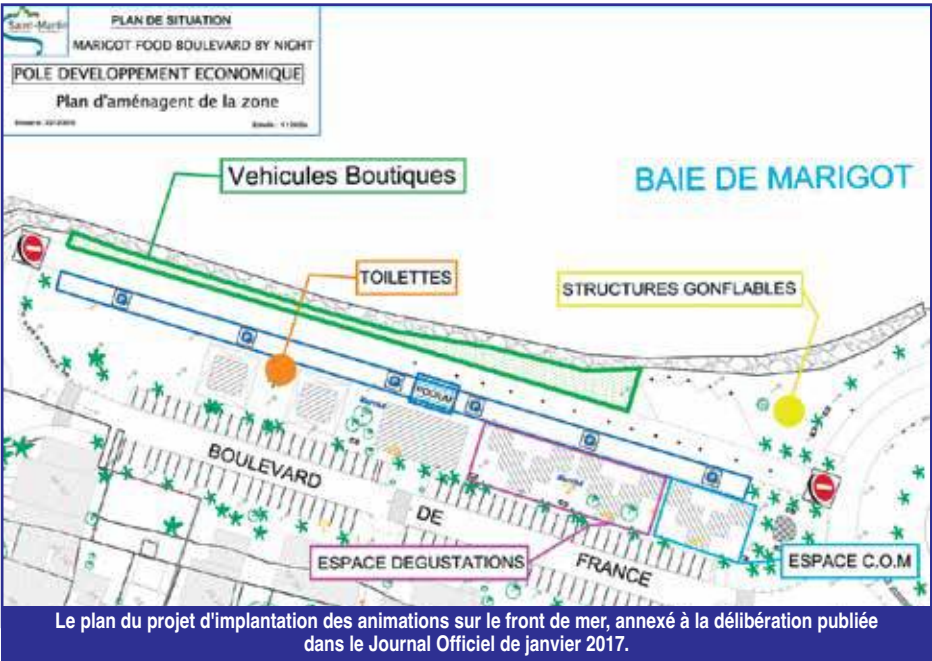 Saint-Martin
PLAN DE SITUATION
MARIGOT FOOD BOULEVARD BY NIGHT
POLE DEVELOPPEMENT ECONOMIQUE
Plan d'aménagent de la zone
Vehicules Boutiques
BAIE DE MARIGOT
TOILETTES
STRUCTURES GONFLABLES
PODIUM
BOULEVARD
DE
FRANCE
ESPACE DEGUSTATIONS
ESPACE C.O.M
Le plan du projet d'implantation des animations sur le front de mer, annexé à la délibération publiée
dans le Journal Officiel de janvier 2017.